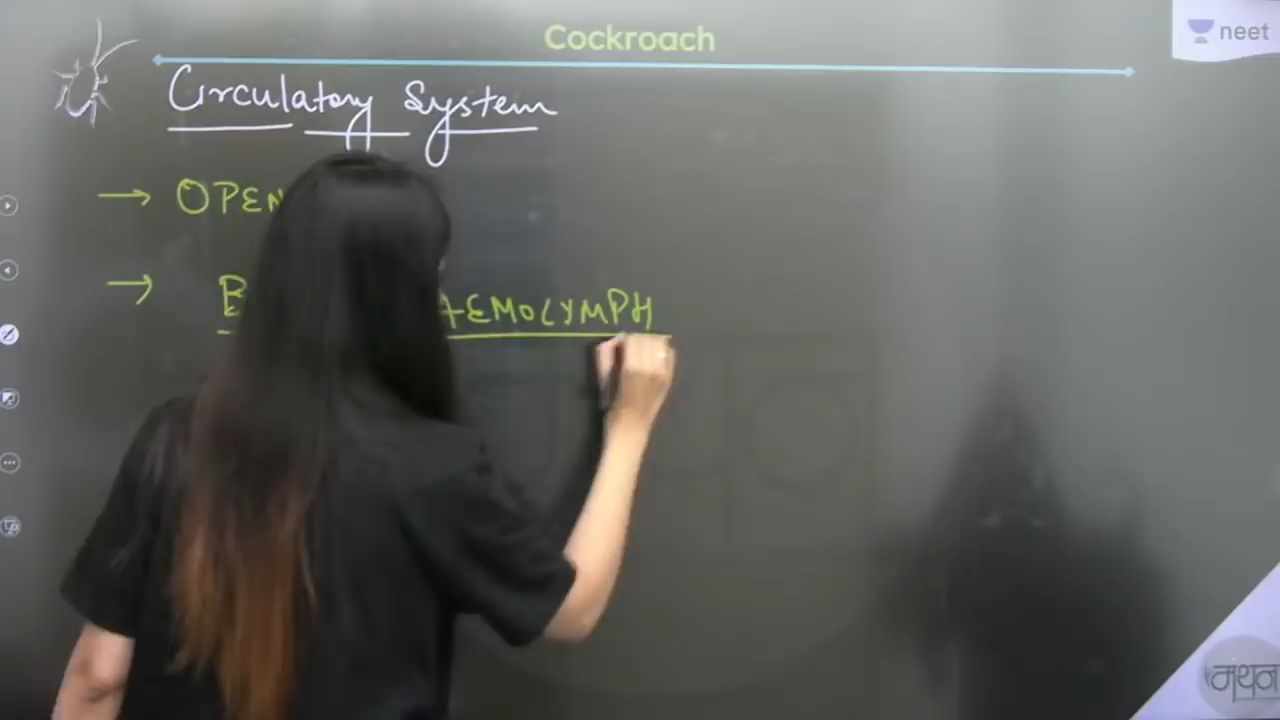 Cockroach
neet
Circulatory System
→ OPEN
→ AEMOLYMPH
मंथन